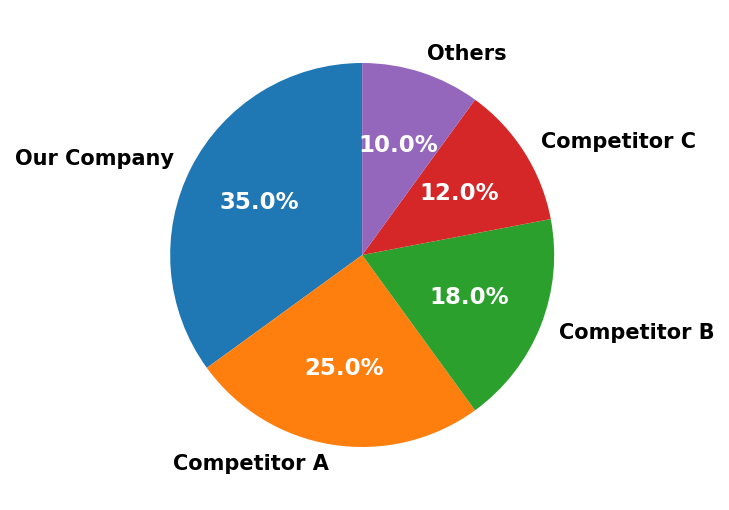 Others
Competitor C
10.0%
Our Company
12.0%
35.0%
18.0%
Competitor B
25.0%
Competitor A